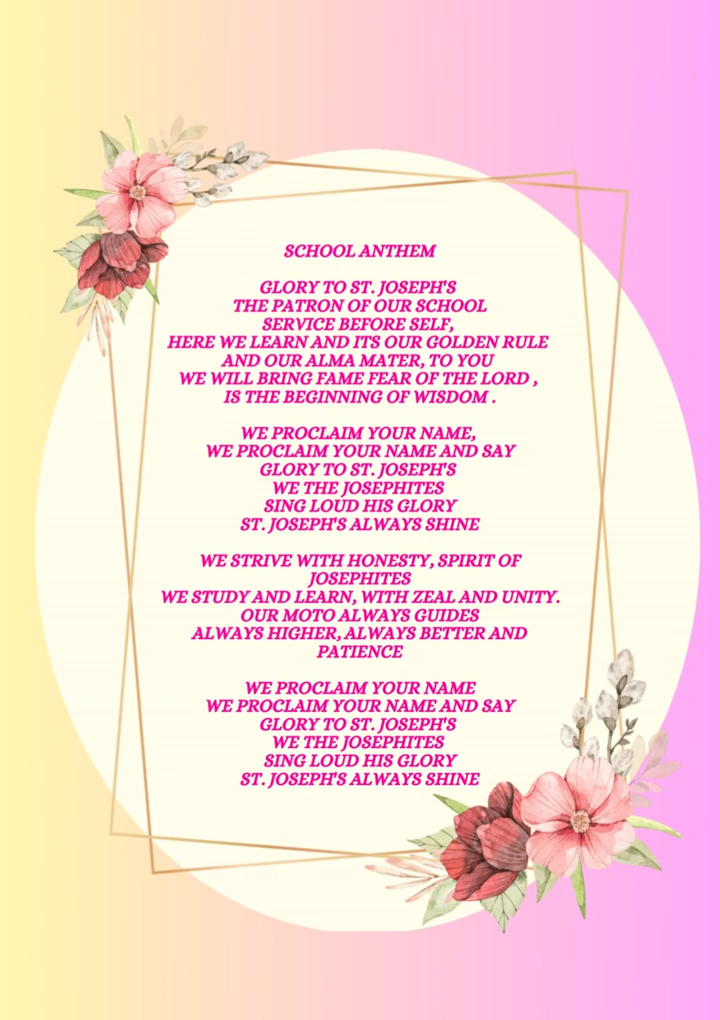 SCHOOL ANTHEM
GLORY TO ST. JOSEPH'S
THE PATRON OF OUR SCHOOL
SERVICE BEFORE SELF,
HERE WE LEARN AND ITS OUR GOLDEN RULE
AND OUR ALMA MATER, TO YOU
WE WILL BRING FAME FEAR OF THE LORD ,
IS THE BEGINNING OF WISDOM .
WE PROCLAIM YOUR NAME,
WE PROCLAIM YOUR NAME AND SAY
GLORY TO ST. JOSEPH'S
WE THE JOSEPHITES
SING LOUD HIS GLORY
ST. JOSEPH'S ALWAYS SHINE
WE STRIVE WITH HONESTY, SPIRIT OF
JOSEPHITES
WE STUDY AND LEARN, WITH ZEAL AND UNITY.
OUR MOTO ALWAYS GUIDES
ALWAYS HIGHER, ALWAYS BETTER AND
PATIENCE
WE PROCLAIM YOUR NAME
WE PROCLAIM YOUR NAME AND SAY
GLORY TO ST. JOSEPH'S
WE THE JOSEPHITES
SING LOUD HIS GLORY
ST. JOSEPH'S ALWAYS SHINE